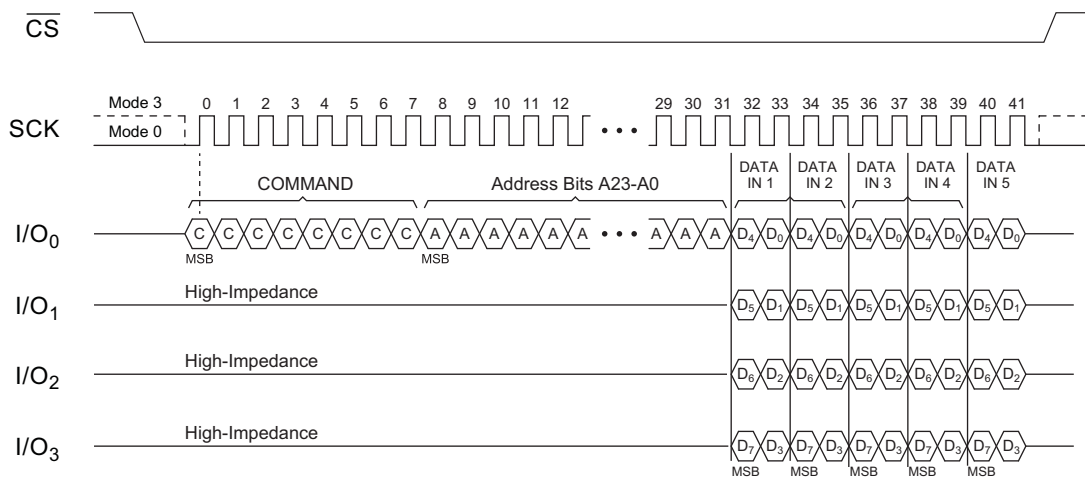 CS
Mode 3
Mode 0
SCK
0 1 2 3 4 5 6 7 8 9 10 11 12 29 30 31 32 33 34 35 36 37 38 39 40 41
COMMAND
Address Bits A23-A0
DATA IN 1
DATA IN 2
DATA IN 3
DATA IN 4
DATA IN 5
I/O0 C C C C C C C C A A A A A A A A A D4 D0 D4 D0 D4 D0 D4 D0 D4 D0
MSB MSB
I/O1 High-Impedance D5 D1 D5 D1 D5 D1 D5 D1 D5 D1
I/O2 High-Impedance D6 D2 D6 D2 D6 D2 D6 D2 D6 D2
I/O3 High-Impedance D7 D3 D7 D3 D7 D3 D7 D3 D7 D3
MSB MSB MSB MSB MSB